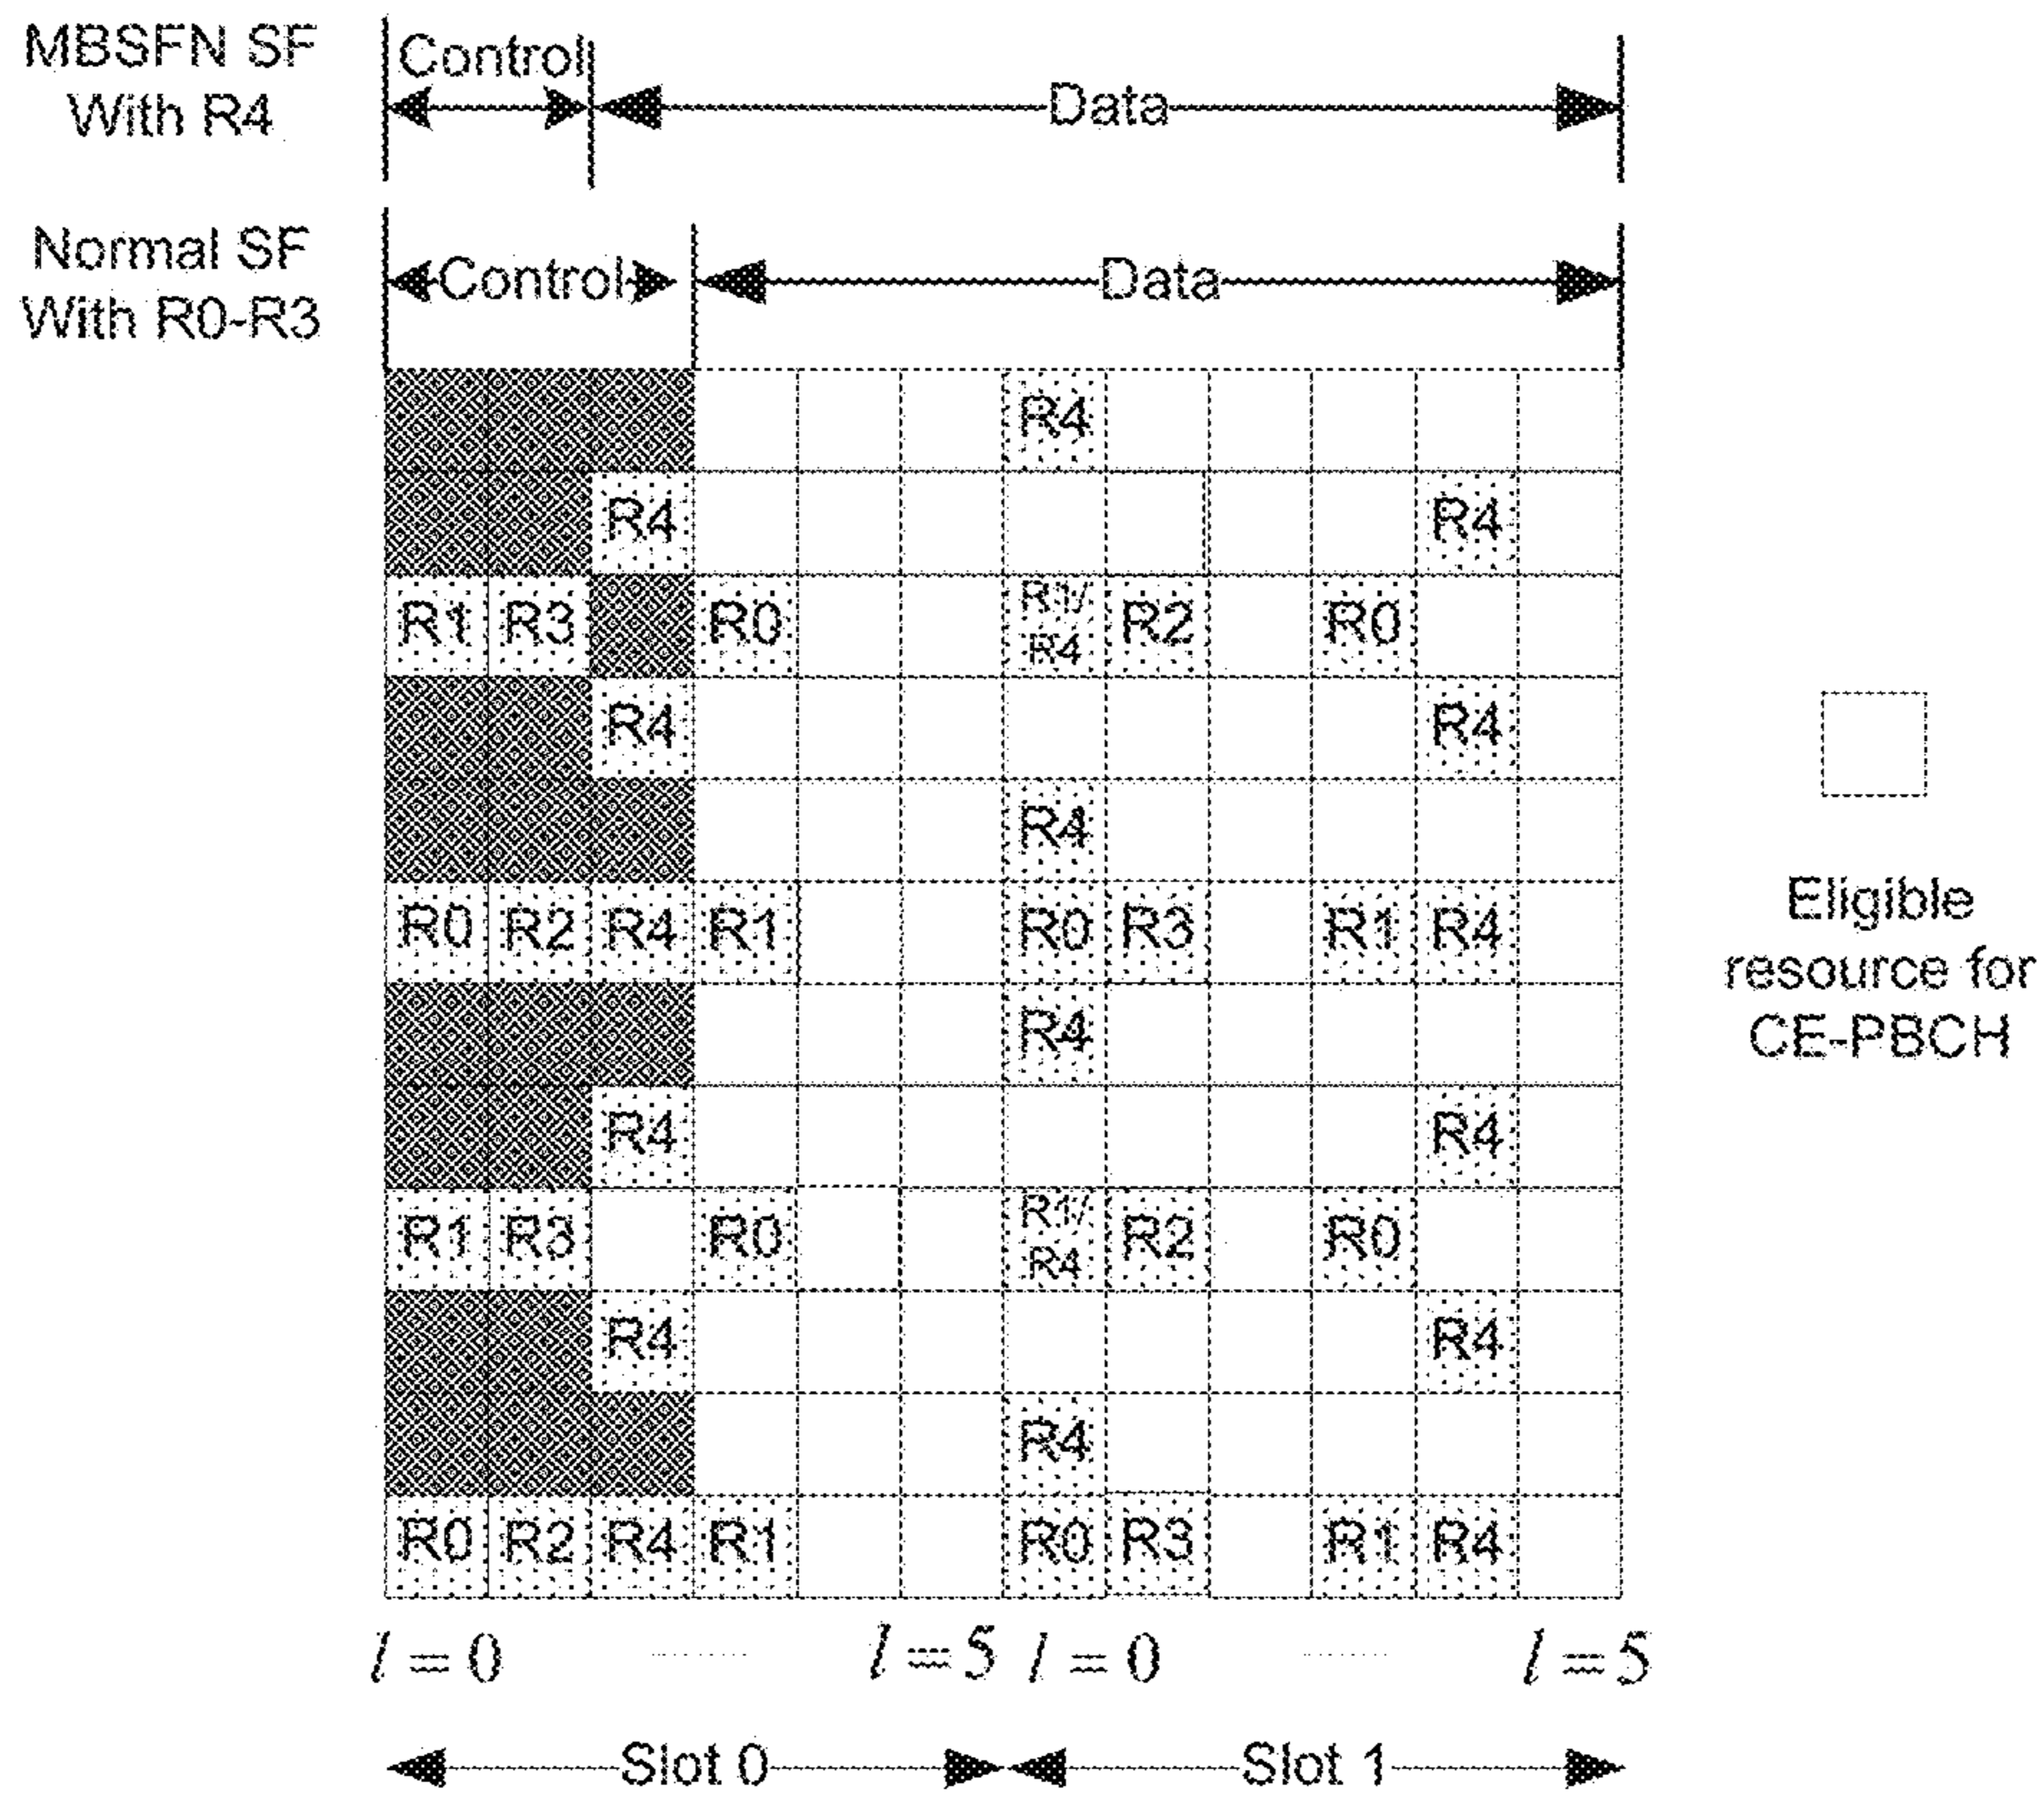 MBSFN SF
With R4
Control
Data
Normal SF
With R0-R3
Control
Data
R4
R4 R4
R1 R3 R0 R1/ R2 R0
R4
R4 R4
R4
R0 R2 R4 R1 R0 R3 R1 R4
R4
R4 R4
R1 R3 R0 R1/ R2 R0
R4
R4 R4
R4
R0 R2 R4 R1 R0 R3 R1 R4
Eligible
resource for
CE-PBCH
l = 0 l = 5 l = 0 l = 5
Slot 0 Slot 1